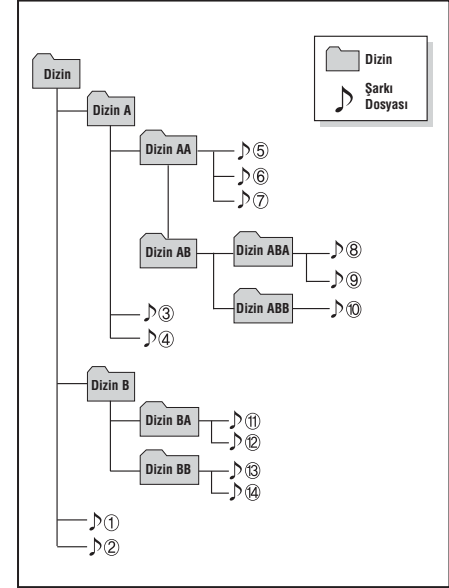 Dizin
Şarkı
Dosyası
Dizin
Dizin A
Dizin AA
⑤
⑥
⑦
Dizin AB
Dizin ABA
⑧
⑨
Dizin ABB
⑩
③
④
Dizin B
Dizin BA
⑪
⑫
Dizin BB
⑬
⑭
①
②